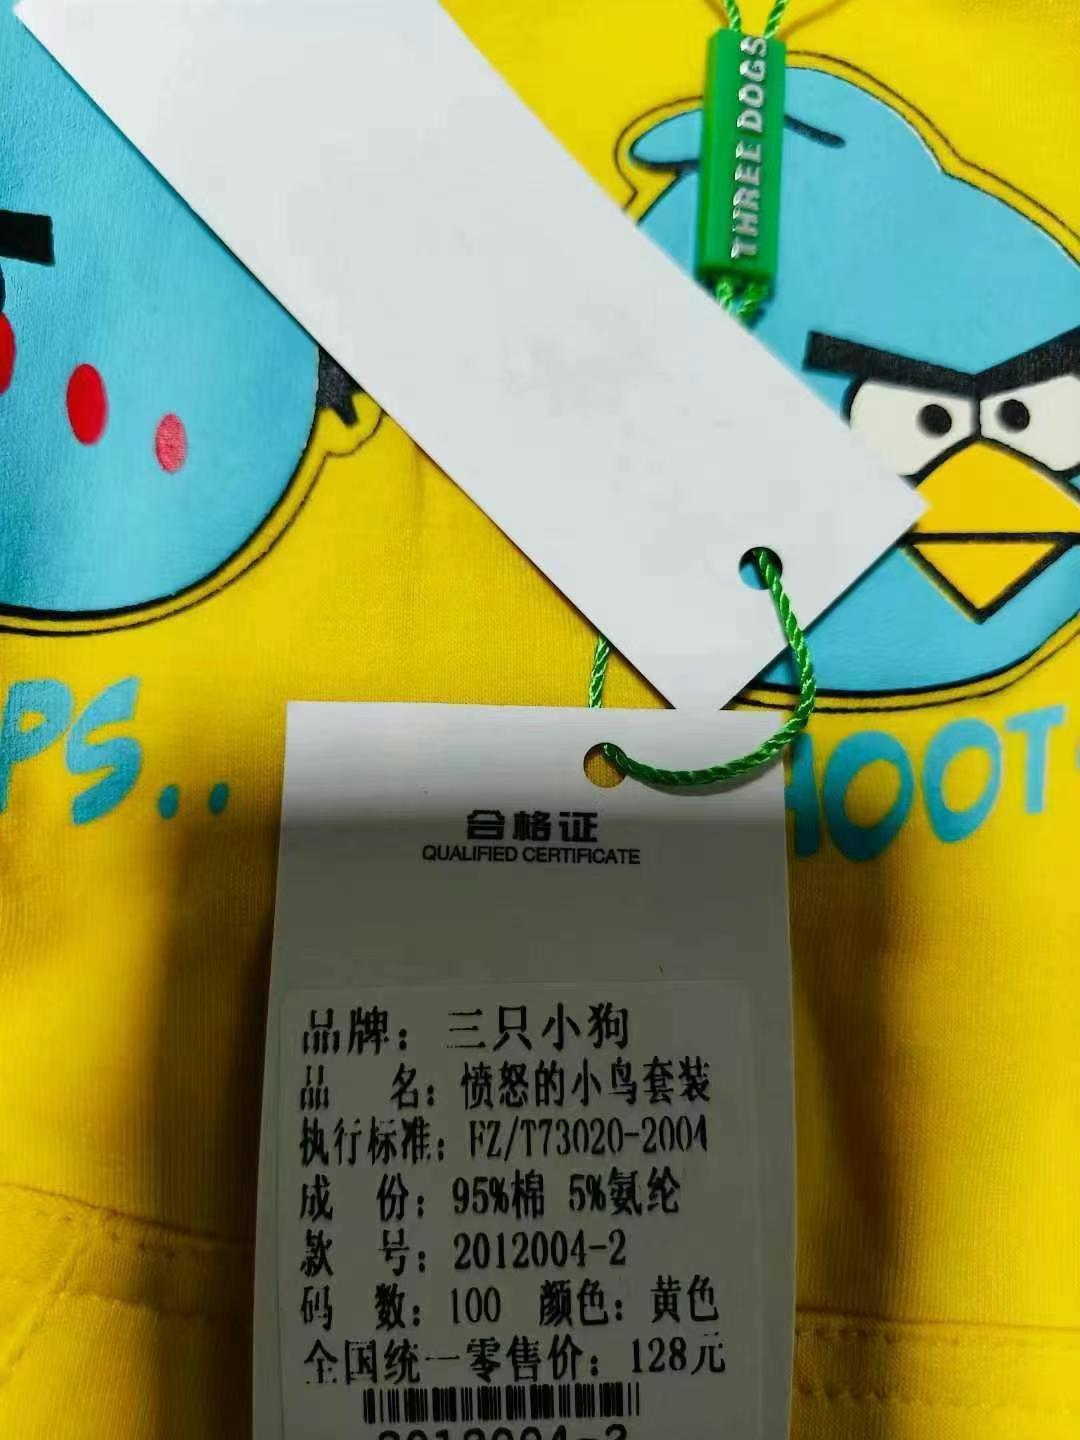 THREE DOGS
PS..
HOOT
合格证
QUALIFIED CERTIFICATE
品牌：三只小狗
品 名：愤怒的小鸟套装
执行标准：FZ/T73020-2004
成 份：95%棉 5%氨纶
款 号：2012004-2
码 数：100 颜色：黄色
全国统一零售价：128元
2012004-2